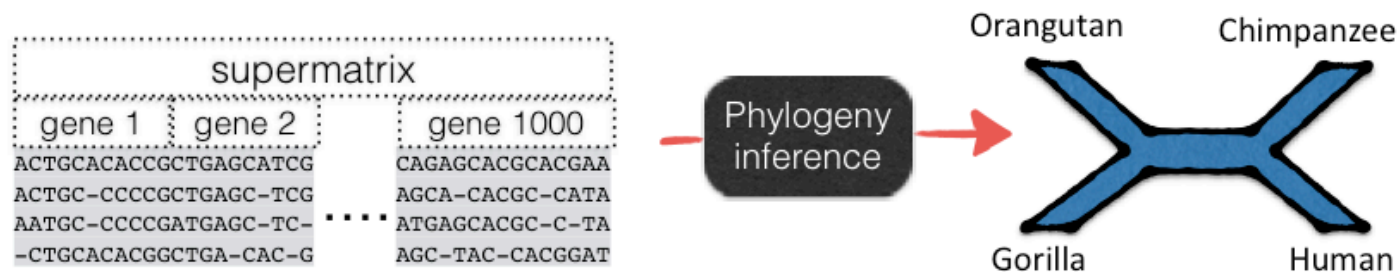 supermatrix
gene 1 gene 2 gene 1000
ACTGCACACCGCTGAGCATCG CAGAGCACGCACGAA
ACTGC-CCCCGCTGAGC-TCG AGCA-CACGC-CATA
AATGC-CCCCGATGAGC-TC- .... ATGAGCACGC-C-TA
-CTGCACACGGCTGA-CAC-G AGC-TAC-CACGGAT
Phylogeny
inference
Orangutan Chimpanzee
Gorilla Human